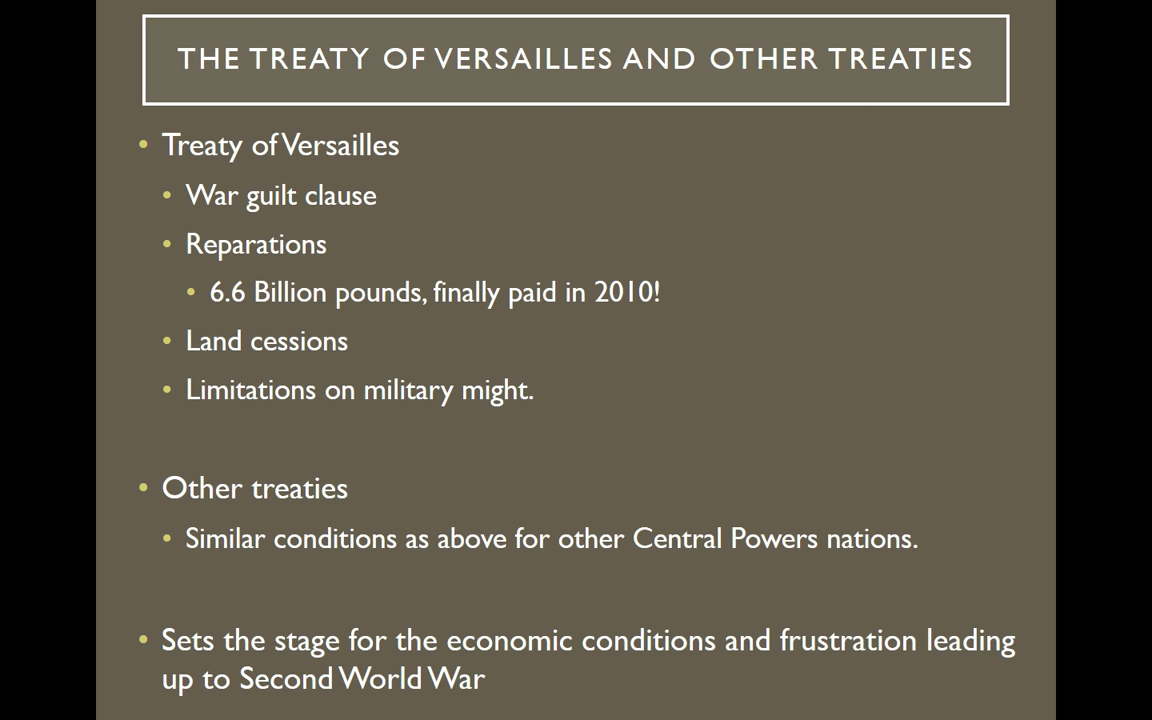 THE TREATY OF VERSAILLES AND OTHER TREATIES
• Treaty of Versailles
• War guilt clause
• Reparations
• 6.6 Billion pounds, finally paid in 2010!
• Land cessions
• Limitations on military might.
• Other treaties
• Similar conditions as above for other Central Powers nations.
• Sets the stage for the economic conditions and frustration leading
up to Second World War